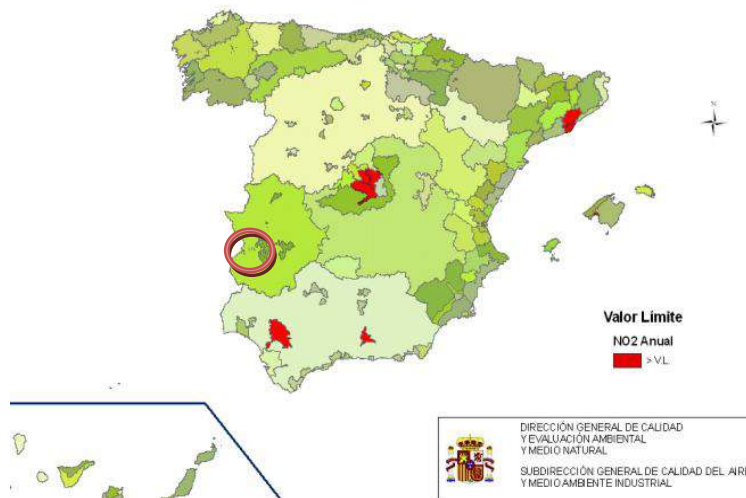 Valor Límite
NO2 Anual
> V.L.
DIRECCIÓN GENERAL DE CALIDAD
Y EVALUACIÓN AMBIENTAL
Y MEDIO NATURAL
SUBDIRECCIÓN GENERAL DE CALIDAD DEL AIRE
Y MEDIO AMBIENTE INDUSTRIAL